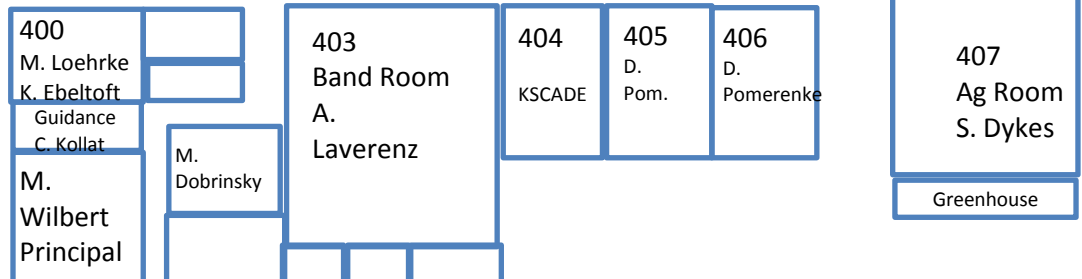 400
M. Loehrke
K. Ebeltoft
Guidance
C. Kollat
M.
Wilbert
Principal
M.
Dobrinsky
403
Band Room
A.
Laverenz
404
KSCADE
405
D.
Pom.
406
D.
Pomerenke
407
Ag Room
S. Dykes
Greenhouse